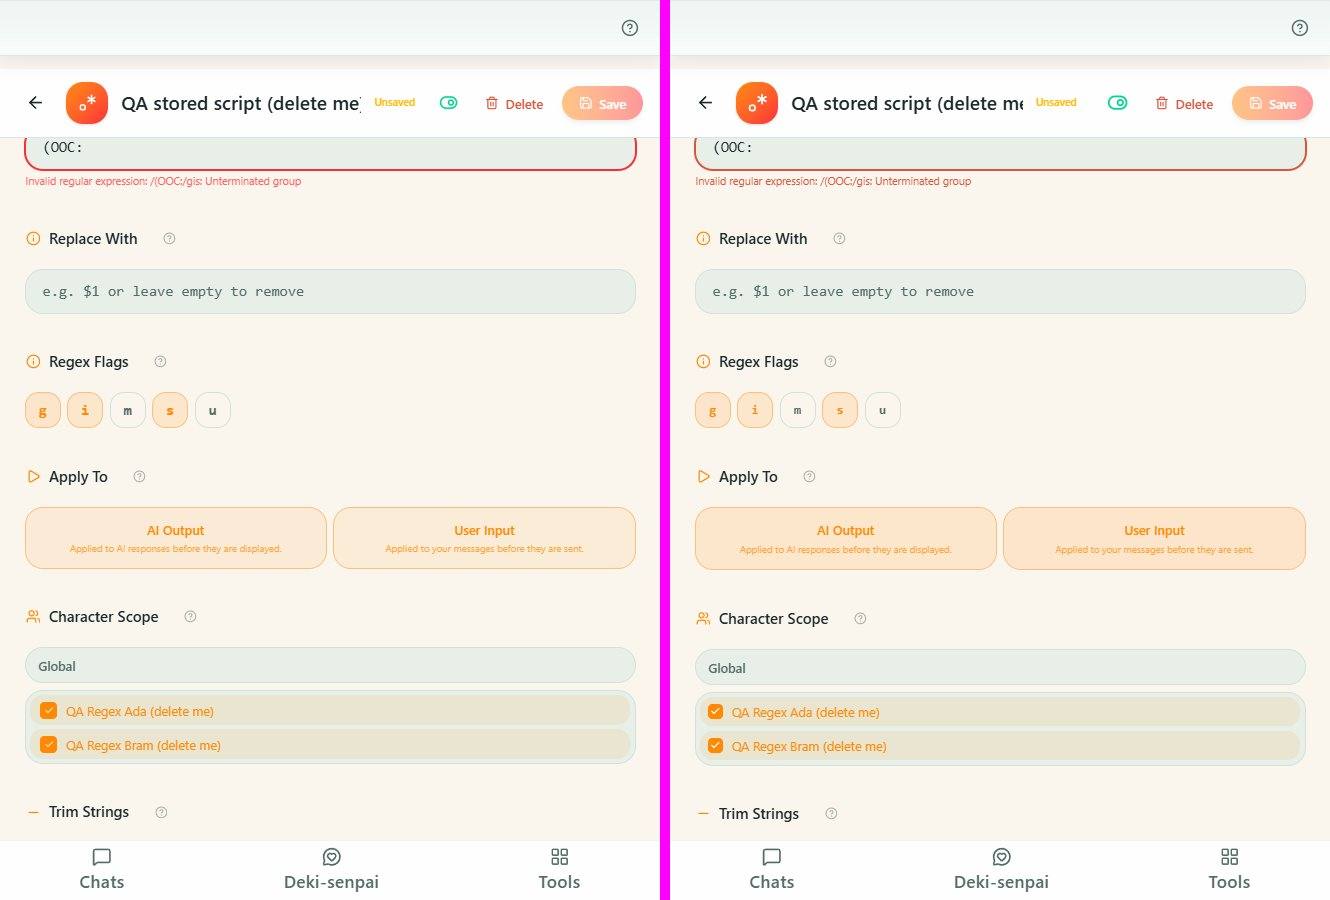 QA stored script (delete me)
Unsaved
Delete
Save
(OOC:
Invalid regular expression: /(OOC:/gis: Unterminated group
Replace With
e.g. $1 or leave empty to remove
Regex Flags
g i m s u
Apply To
AI Output
Applied to AI responses before they are displayed.
User Input
Applied to your messages before they are sent.
Character Scope
Global
QA Regex Ada (delete me)
QA Regex Bram (delete me)
Trim Strings
Chats
Deki-senpai
Tools
QA stored script (delete me
Unsaved
Delete
Save
(OOC:
Invalid regular expression: /(OOC:/gis: Unterminated group
Replace With
e.g. $1 or leave empty to remove
Regex Flags
g i m s u
Apply To
AI Output
Applied to AI responses before they are displayed.
User Input
Applied to your messages before they are sent.
Character Scope
Global
QA Regex Ada (delete me)
QA Regex Bram (delete me)
Trim Strings
Chats
Deki-senpai
Tools